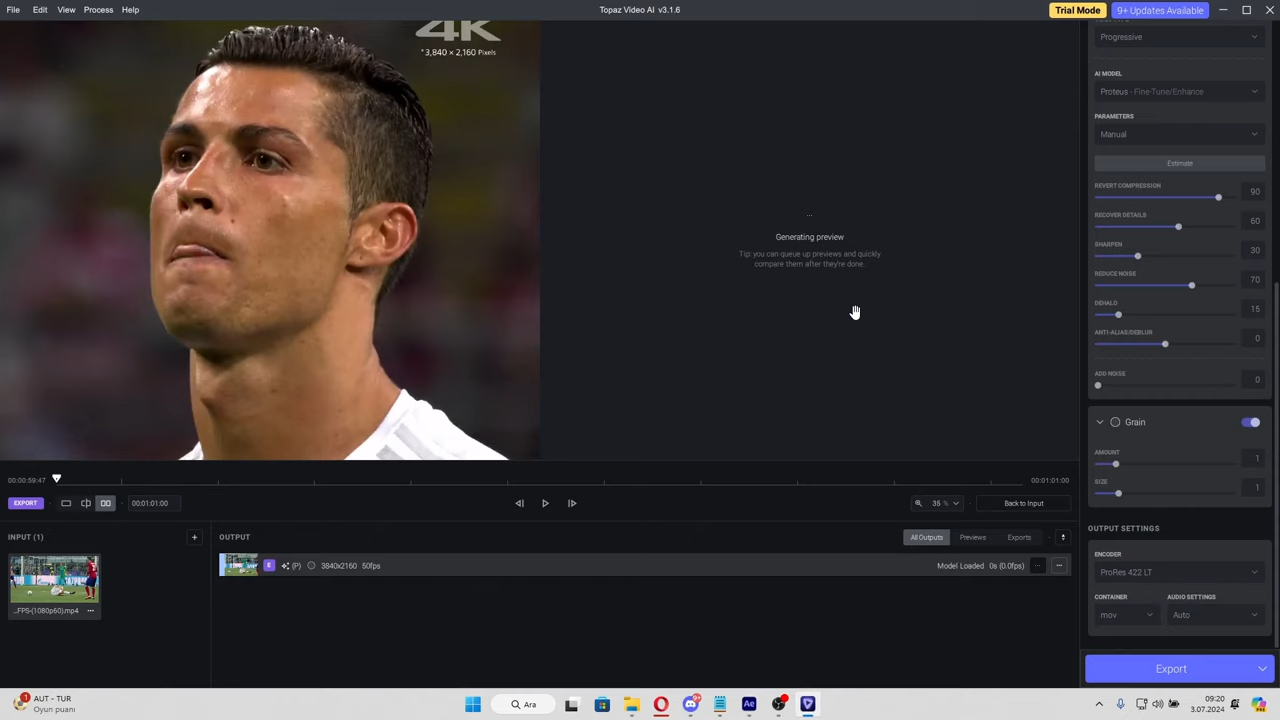 File Edit View Process Help
Topaz Video AI v3.1.6
Trial Mode
9+ Updates Available
4K
*3,840 × 2,160 Pixels
...
Generating preview
Tip: you can queue up previews and quickly
compare them after they're done.
Progressive
AI MODEL
Proteus - Fine-Tune/Enhance
PARAMETERS
Manual
Estimate
REVERT COMPRESSION
90
RECOVER DETAILS
60
SHARPEN
30
REDUCE NOISE
70
DEHALO
15
ANTI-ALIAS/DEBLUR
0
ADD NOISE
0
Grain
AMOUNT
1
SIZE
1
OUTPUT SETTINGS
ENCODER
ProRes 422 LT
CONTAINER
AUDIO SETTINGS
mov
Auto
Export
00:00:59:47
00:01:01:00
EXPORT
00:01:01:00
35 %
Back to Input
INPUT (1)
+
OUTPUT
All Outputs
Previews
Exports
...FPS-(1080p60).mp4
...
E
(P)
3840x2160 50fps
Model Loaded 0s (0.0fps)
...
...
1
AUT - TUR
Oyun puanı
Ara
9+
Ae
09:20
3.07.2024